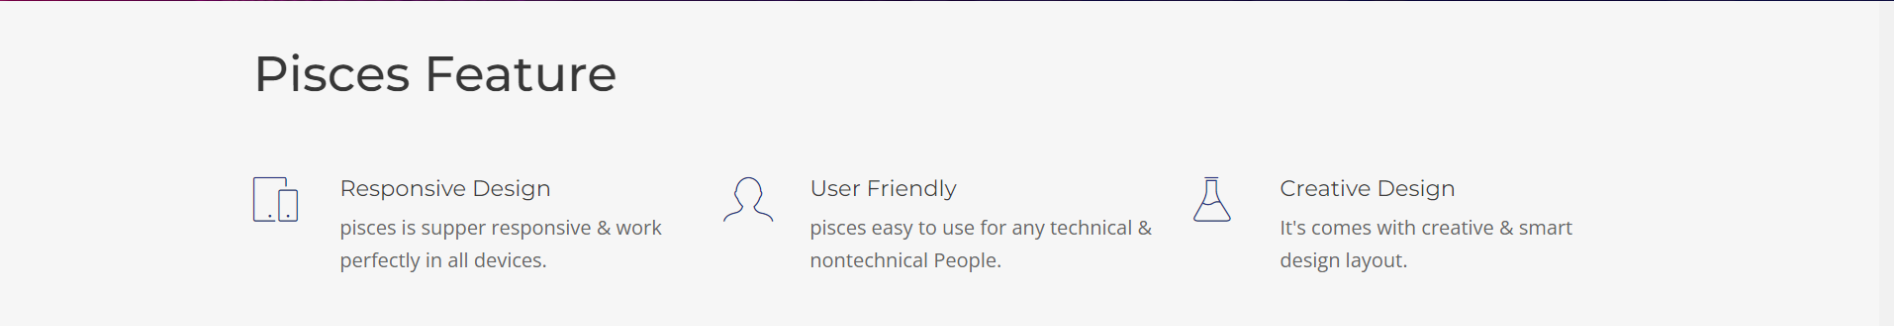 Pisces Feature
Responsive Design
pisces is supper responsive & work
perfectly in all devices.
User Friendly
pisces easy to use for any technical &
nontechnical People.
Creative Design
It's comes with creative & smart
design layout.